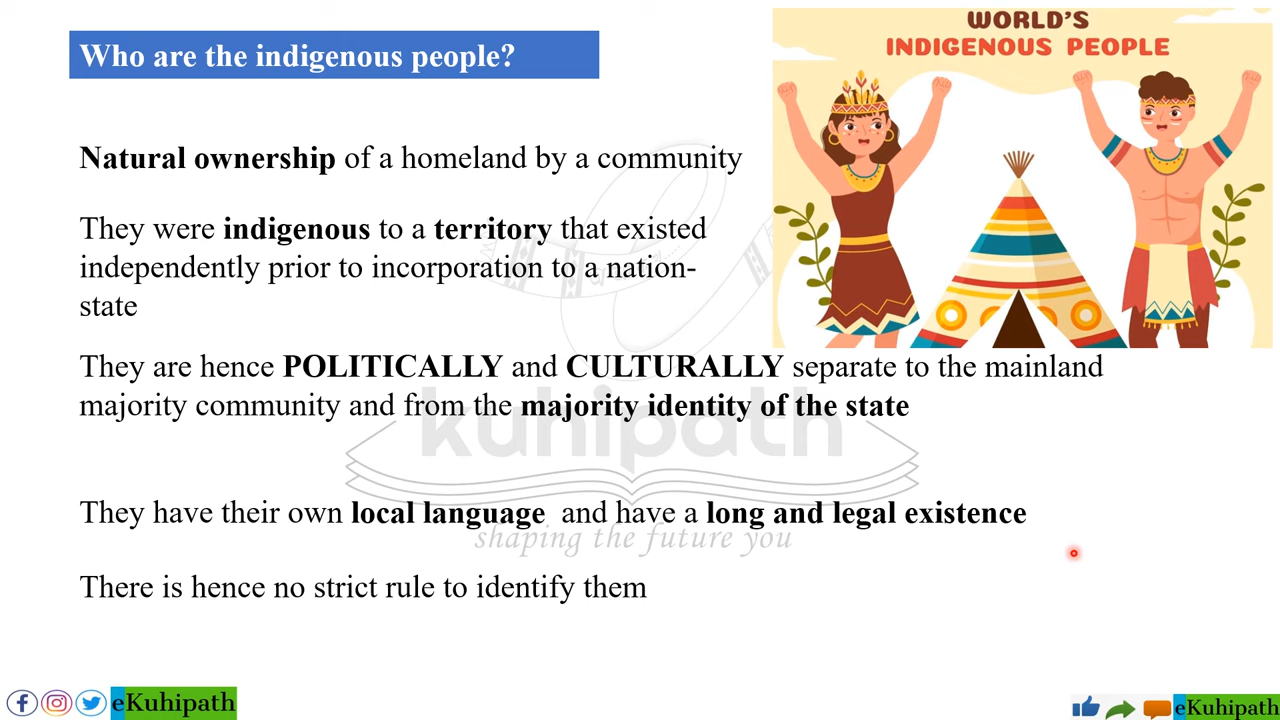 WORLD'S
INDIGENOUS PEOPLE
Who are the indigenous people?
Natural ownership of a homeland by a community
They were indigenous to a territory that existed
independently prior to incorporation to a nation-
state
They are hence POLITICALLY and CULTURALLY separate to the mainland
majority community and from the majority identity of the state
kuhipath
They have their own local language and have a long and legal existence
shaping the future you
There is hence no strict rule to identify them
eKuhipath
eKuhipath